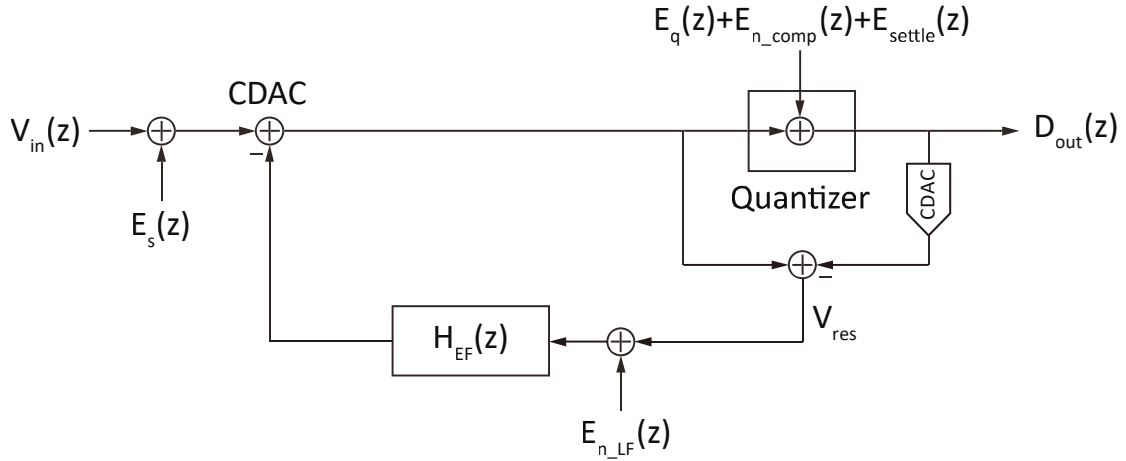 E_q(z)+E_n_comp(z)+E_settle(z)
CDAC
V_in(z)
D_out(z)
CDAC
Quantizer
E_s(z)
−
−
V_res
H_EF(z)
E_n_LF(z)